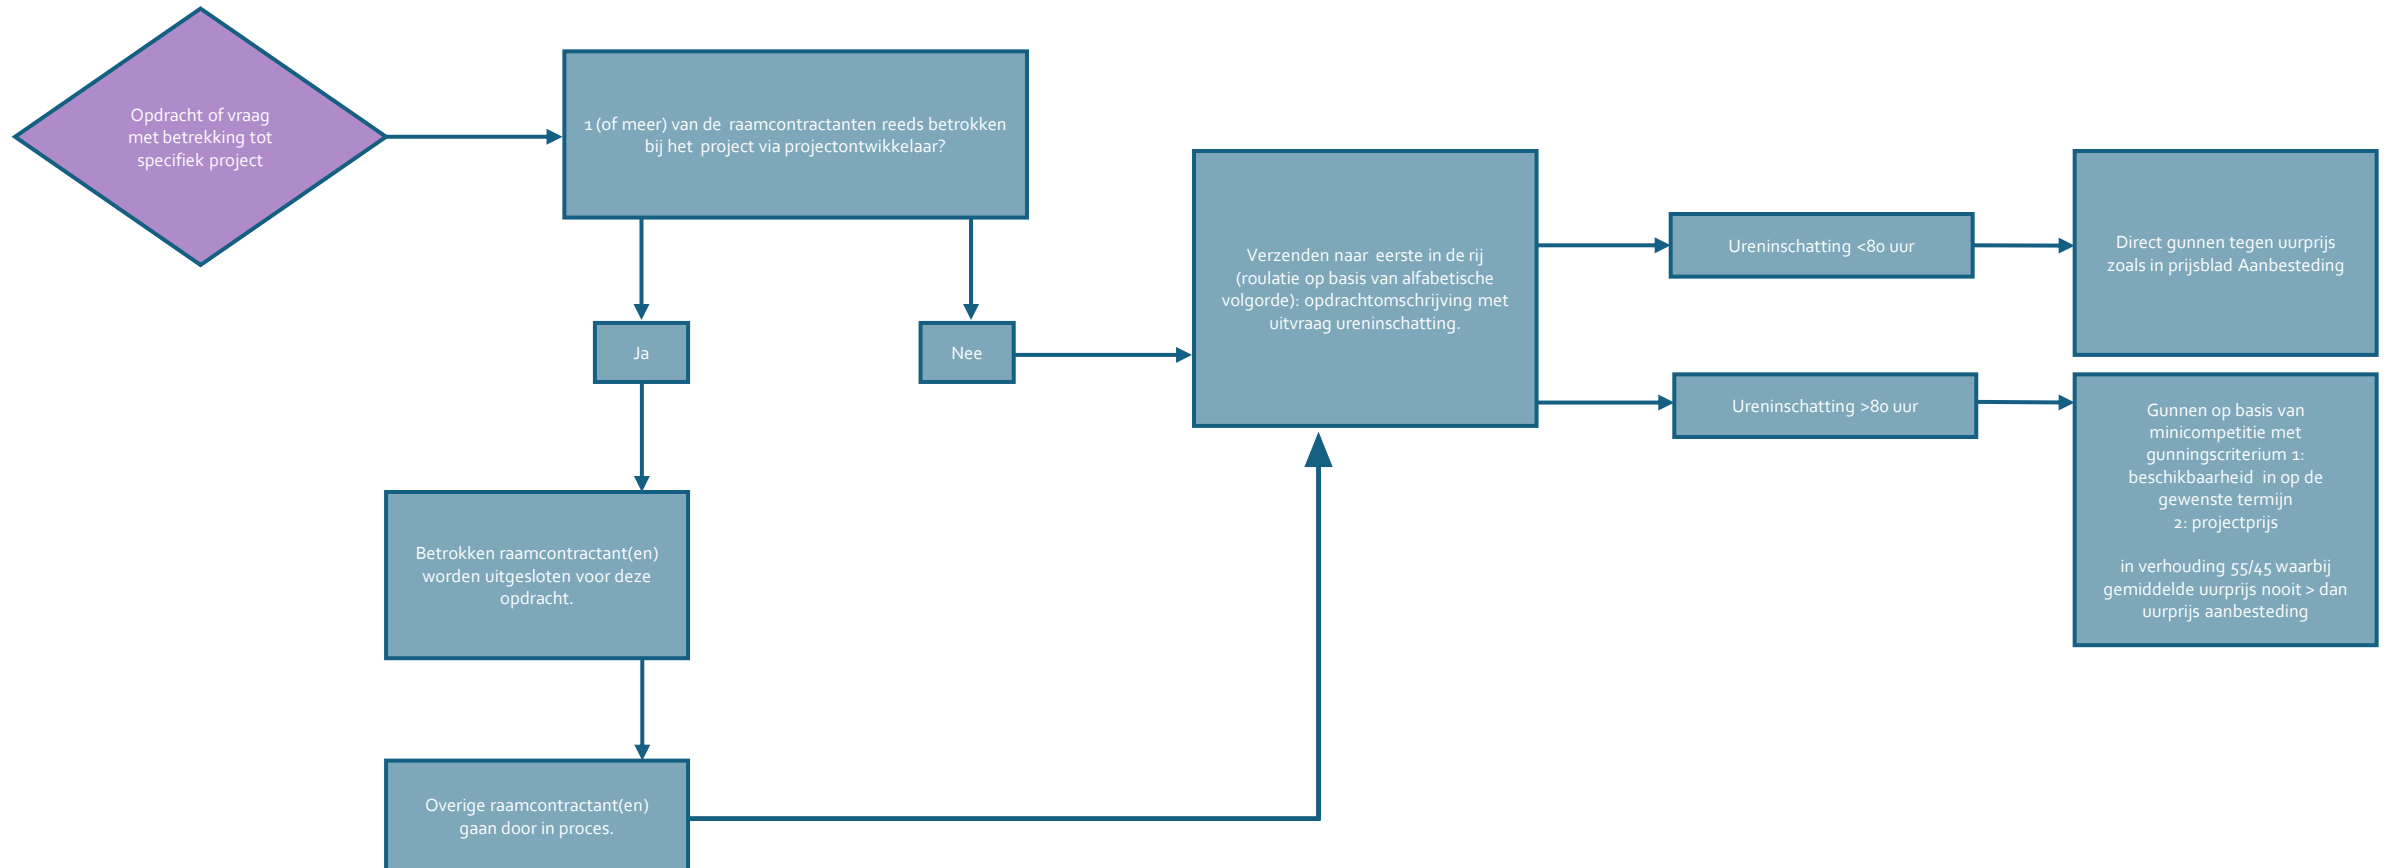 Opdracht of vraag
met betrekking tot
specifiek project
1 (of meer) van de raamcontractanten reeds betrokken
bij het project via projectontwikkelaar?
Ja
Nee
Betrokken raamcontractant(en)
worden uitgesloten voor deze
opdracht.
Overige raamcontractant(en)
gaan door in proces.
Verzenden naar eerste in de rij
(roulatie op basis van alfabetische
volgorde): opdrachtomschrijving met
uitvraag ureninschatting.
Ureninschatting <80 uur
Direct gunnen tegen uurprijs
zoals in prijsblad Aanbesteding
Ureninschatting >80 uur
Gunnen op basis van
minicompetitie met
gunningscriterium 1:
beschikbaarheid in op de
gewenste termijn
2: projectprijs
in verhouding 55/45 waarbij
gemiddelde uurprijs nooit > dan
uurprijs aanbesteding